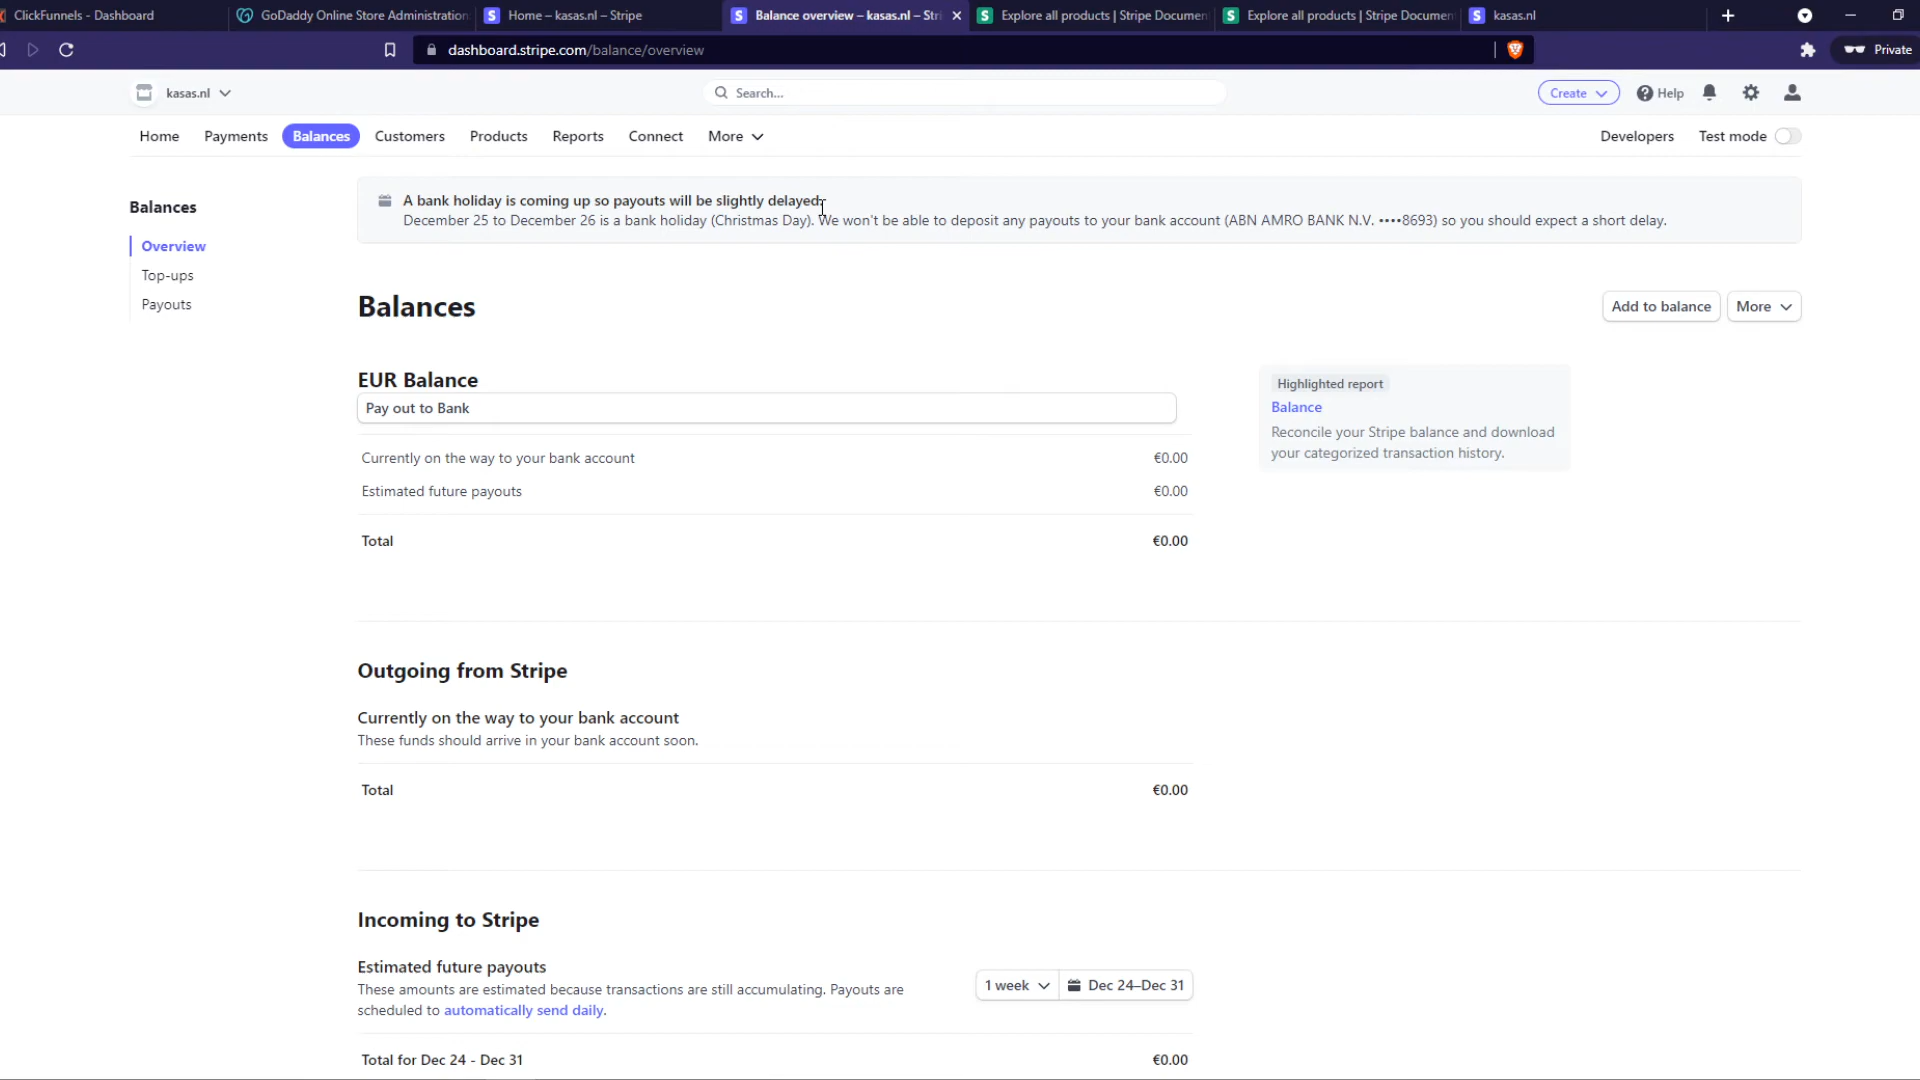 ClickFunnels - Dashboard
GoDaddy Online Store Administration
Home – kasas.nl – Stripe
Balance overview – kasas.nl – Stri
Explore all products | Stripe Documen
Explore all products | Stripe Documen
kasas.nl
dashboard.stripe.com/balance/overview
Private
kasas.nl
Search...
Create
Help
Home
Payments
Balances
Customers
Products
Reports
Connect
More
Developers
Test mode
Balances
Overview
Top-ups
Payouts
A bank holiday is coming up so payouts will be slightly delayed.
December 25 to December 26 is a bank holiday (Christmas Day). We won't be able to deposit any payouts to your bank account (ABN AMRO BANK N.V. ••••8693) so you should expect a short delay.
Balances
Add to balance
More
EUR Balance
Pay out to Bank
Currently on the way to your bank account €0.00
Estimated future payouts €0.00
Total €0.00
Highlighted report
Balance
Reconcile your Stripe balance and download
your categorized transaction history.
Outgoing from Stripe
Currently on the way to your bank account
These funds should arrive in your bank account soon.
Total €0.00
Incoming to Stripe
Estimated future payouts
These amounts are estimated because transactions are still accumulating. Payouts are
scheduled to automatically send daily.
1 week
Dec 24–Dec 31
Total for Dec 24 - Dec 31 €0.00